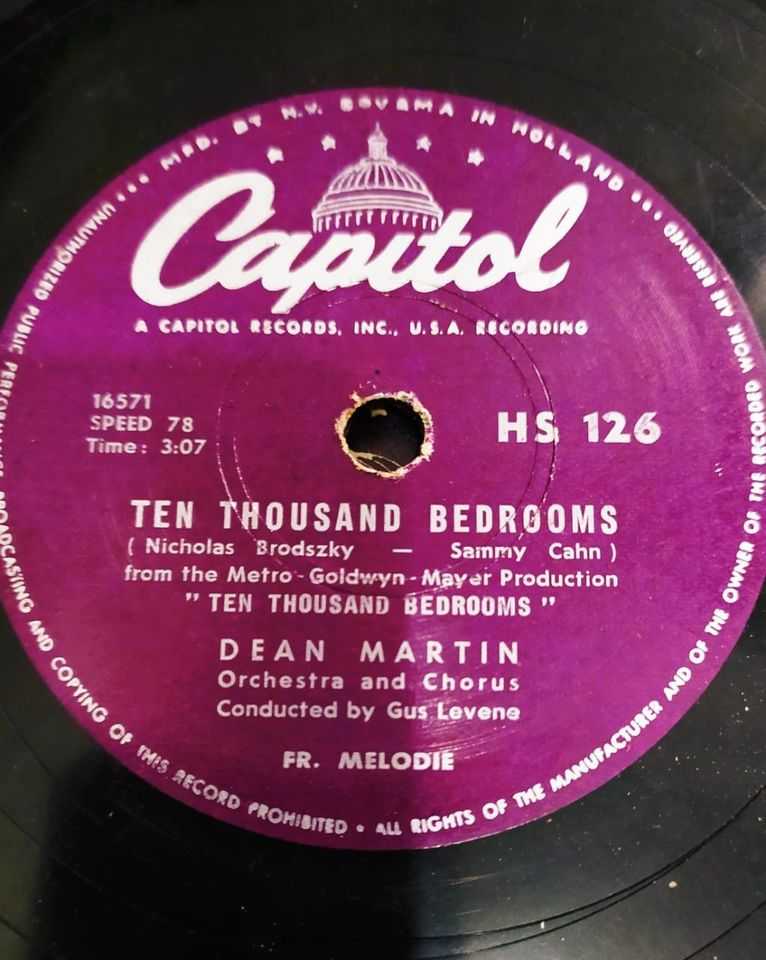 MFD. BY N.V. BOVEMA IN HOLLAND
Capitol
A CAPITOL RECORDS, INC., U.S.A. RECORDING
16571
SPEED 78
Time: 3:07
HS 126
TEN THOUSAND BEDROOMS
( Nicholas Brodszky — Sammy Cahn )
from the Metro-Goldwyn-Mayer Production
" TEN THOUSAND BEDROOMS "
DEAN MARTIN
Orchestra and Chorus
Conducted by Gus Levene
FR. MELODIE
UNAUTHORIZED PUBLIC PERFORMANCE BROADCASTING AND COPYING OF THIS RECORD PROHIBITED • ALL RIGHTS OF THE MANUFACTURER AND OF THE OWNER OF THE RECORDED WORK ARE RESERVED